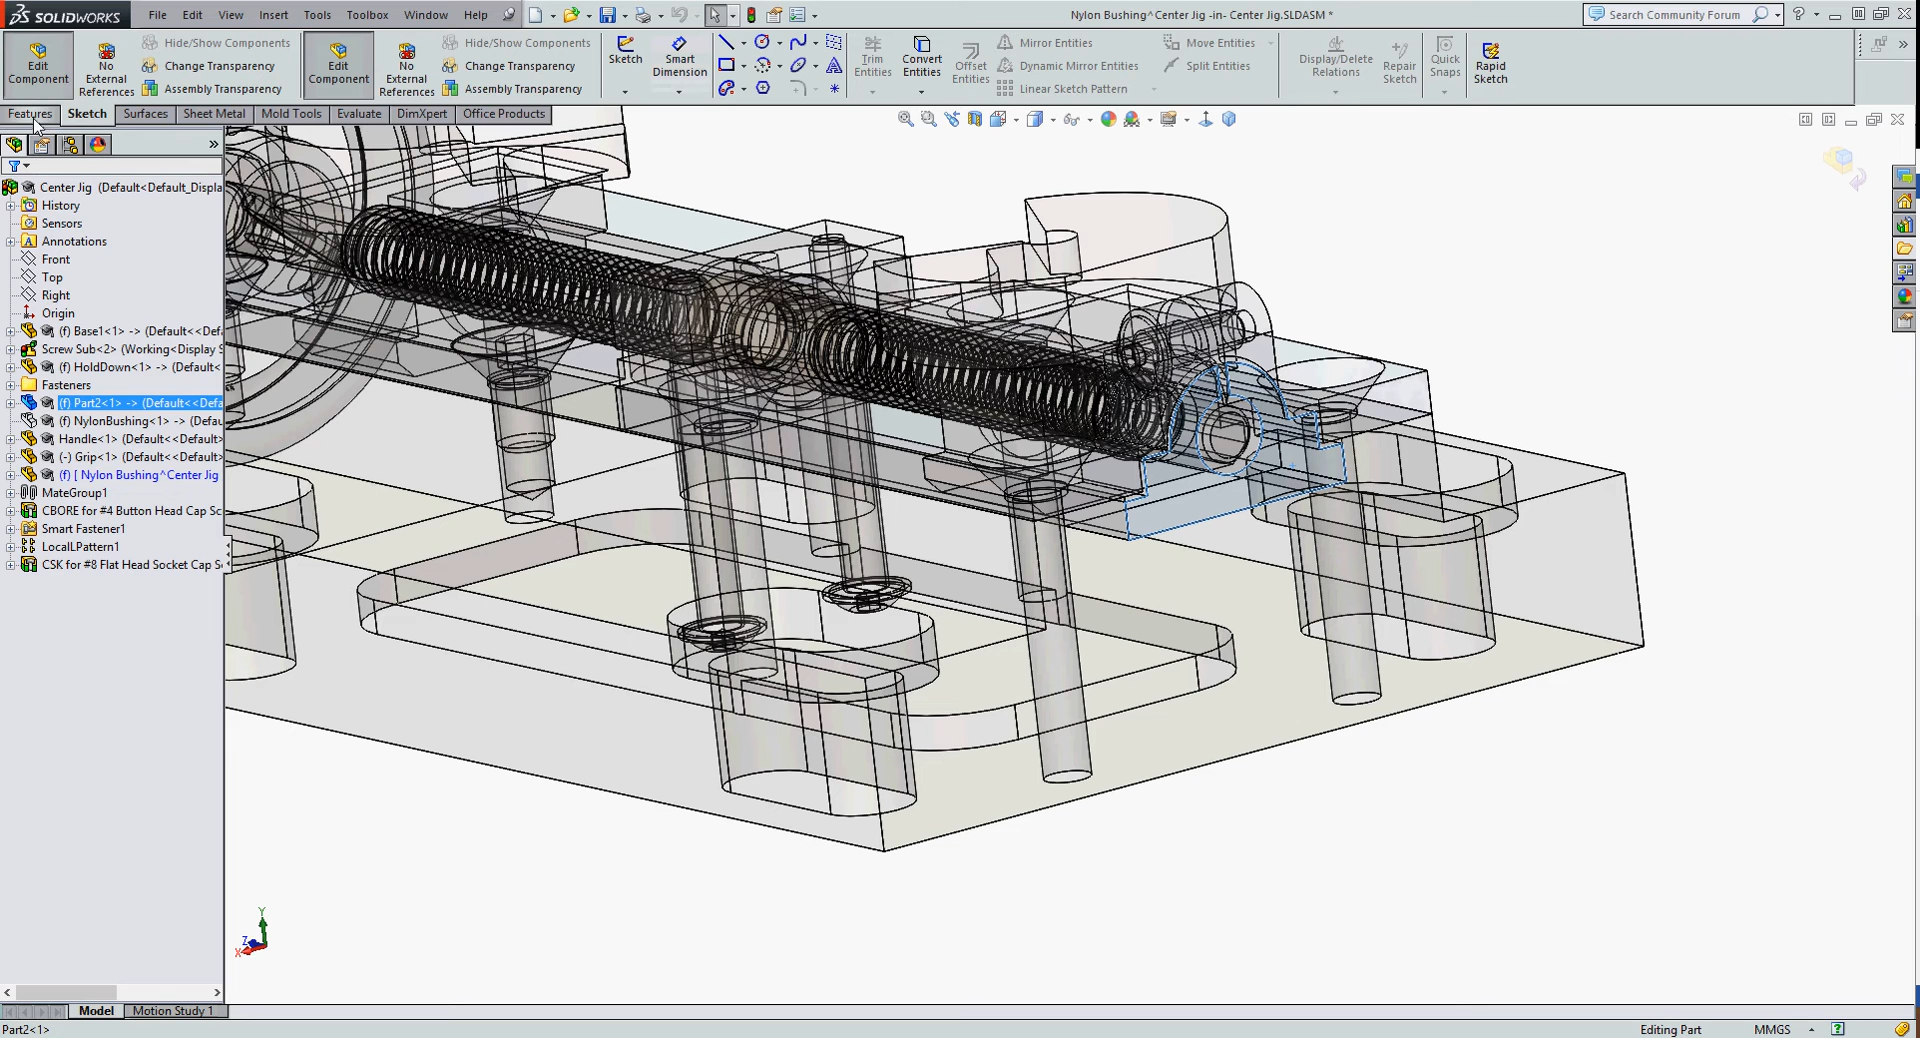 SOLIDWORKS File Edit View Insert Tools Toolbox Window Help Nylon Bushing^Center Jig -in- Center Jig.SLDASM * Search Community Forum
Edit Component
No External References
Hide/Show Components
Change Transparency
Assembly Transparency
Edit Component
No External References
Hide/Show Components
Change Transparency
Assembly Transparency
Sketch
Smart Dimension
Trim Entities
Convert Entities
Offset Entities
Mirror Entities
Dynamic Mirror Entities
Linear Sketch Pattern
Move Entities
Split Entities
Display/Delete Relations
Repair Sketch
Quick Snaps
Rapid Sketch
Features Sketch Surfaces Sheet Metal Mold Tools Evaluate DimXpert Office Products
Center Jig (Default<Default_Displa
History
Sensors
Annotations
Front
Top
Right
Origin
(f) Base1<1> -> (Default<<Def
Screw Sub<2> (Working<Display S
(f) HoldDown<1> -> (Default<
Fasteners
(f) Part2<1> -> (Default<<Defa
(f) NylonBushing<1> -> (Defau
Handle<1> (Default<<Default>
(-) Grip<1> (Default<<Default>
(f) [ Nylon Bushing^Center Jig
MateGroup1
CBORE for #4 Button Head Cap Sc
Smart Fastener1
LocalLPattern1
CSK for #8 Flat Head Socket Cap S
Y
Z
X
Model Motion Study 1
Part2<1> Editing Part MMGS